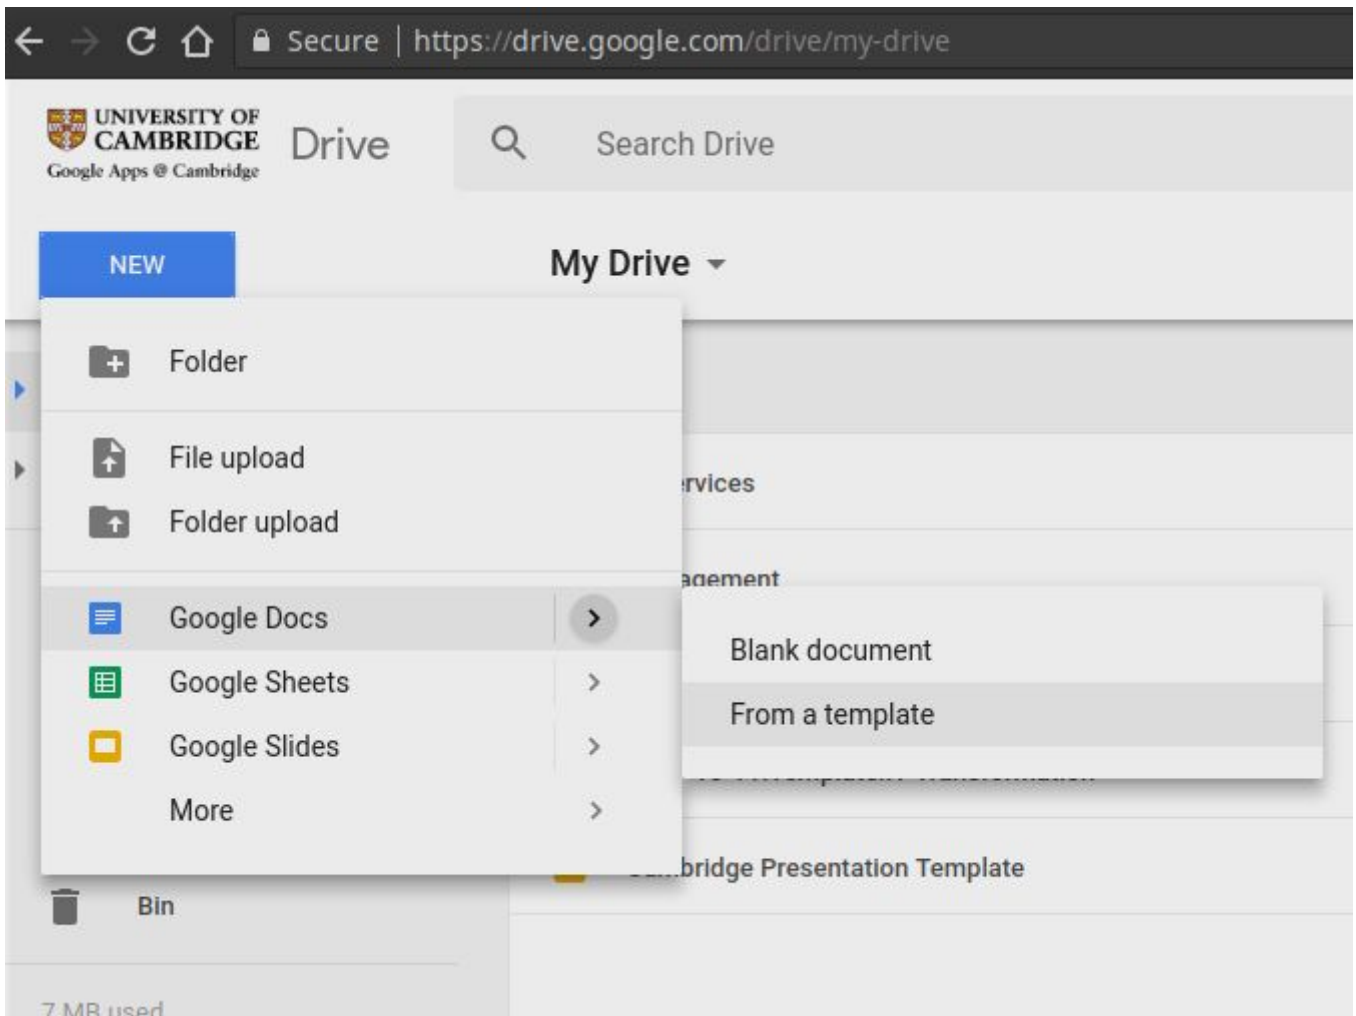 Secure | https://drive.google.com/drive/my-drive
UNIVERSITY OF
CAMBRIDGE
Google Apps @ Cambridge
Drive
Search Drive
NEW
My Drive
Folder
File upload
Folder upload
rvices
agement
Google Docs
Google Sheets
Google Slides
More
Blank document
From a template
bridge Presentation Template
Bin
7 MB used